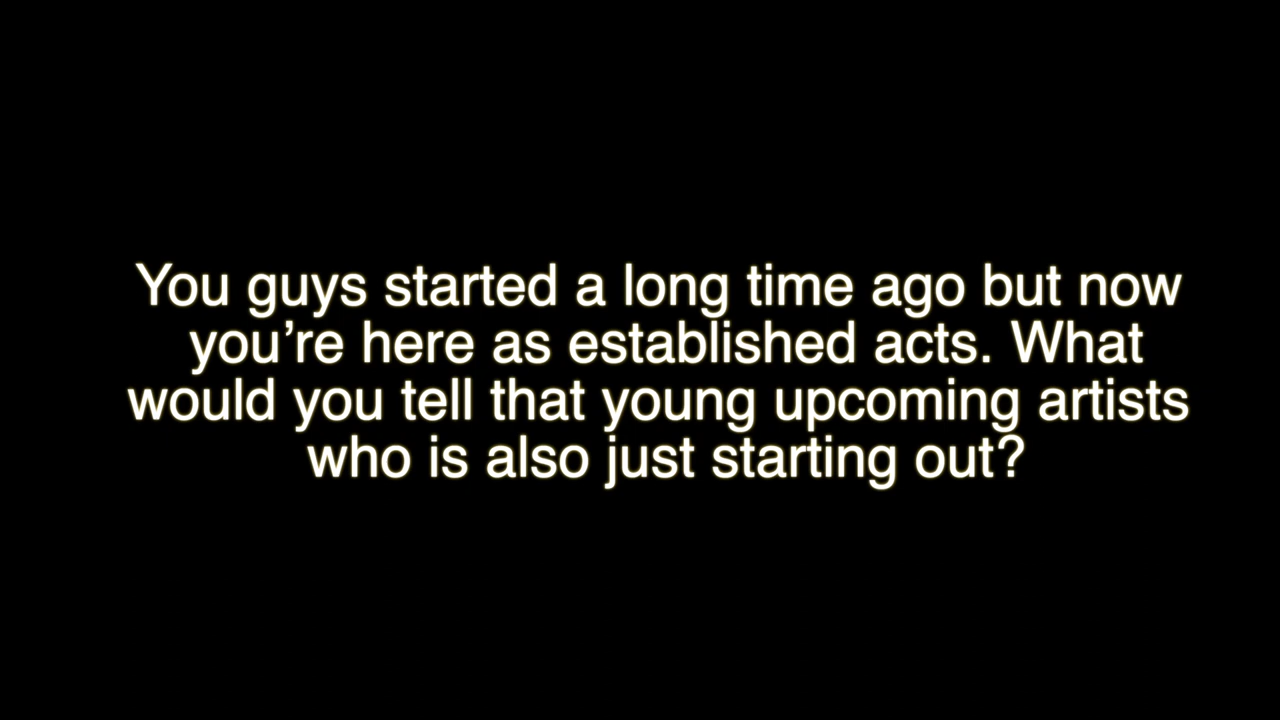 You guys started a long time ago but now
you’re here as established acts. What
would you tell that young upcoming artists
who is also just starting out?